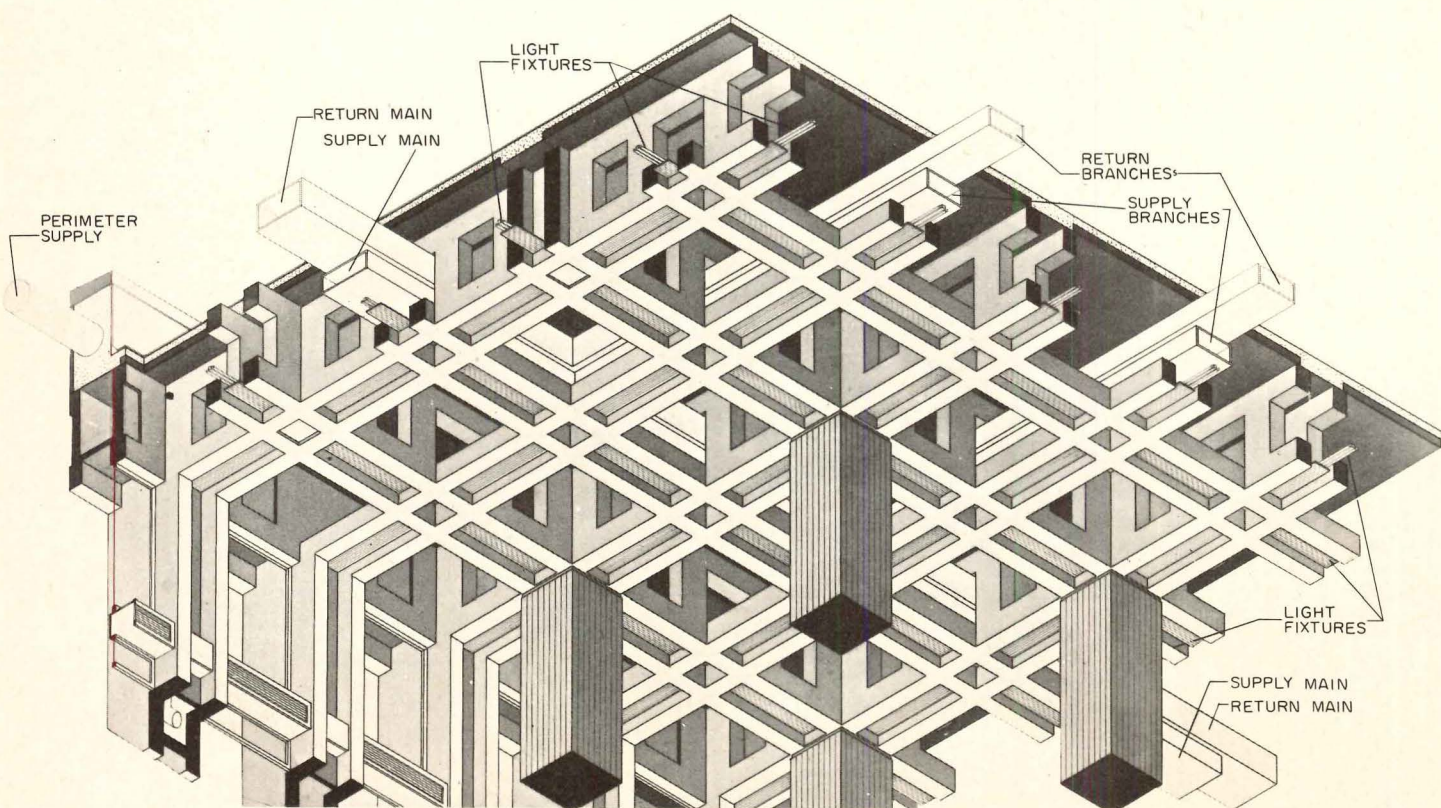 LIGHT
FIXTURES
RETURN MAIN
SUPPLY MAIN
PERIMETER
SUPPLY
RETURN
BRANCHES
SUPPLY
BRANCHES
LIGHT
FIXTURES
SUPPLY MAIN
RETURN MAIN